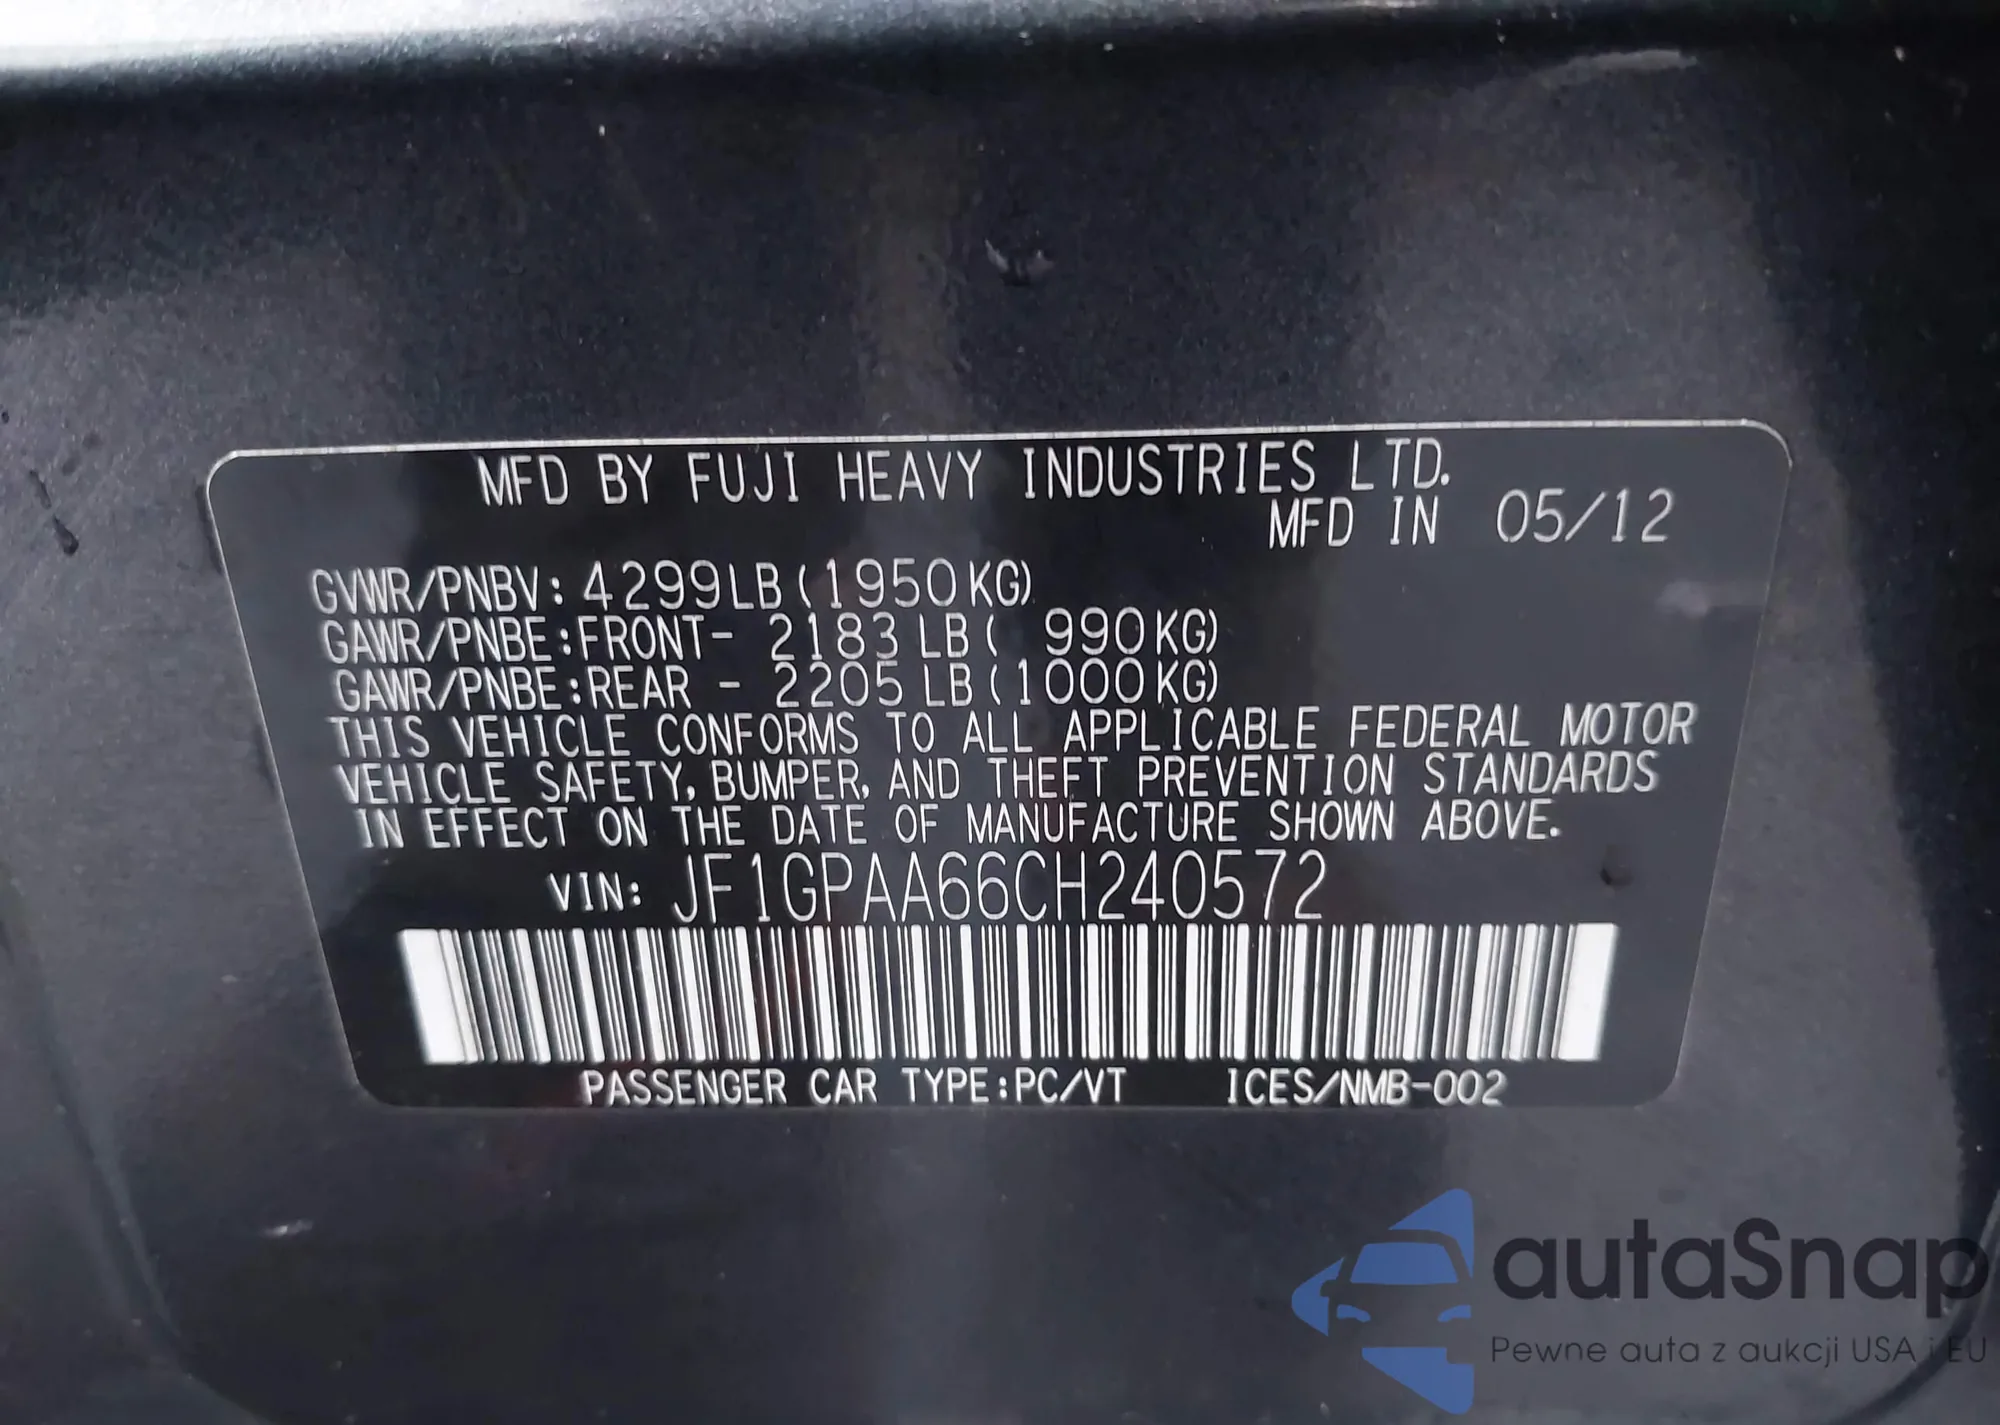 MFD BY FUJI HEAVY INDUSTRIES LTD.
MFD IN 05/12
GVWR/PNBV: 4299LB(1950KG)
GAWR/PNBE:FRONT- 2183 LB( 990KG)
GAWR/PNBE:REAR - 2205 LB(1000KG)
THIS VEHICLE CONFORMS TO ALL APPLICABLE FEDERAL MOTOR
VEHICLE SAFETY, BUMPER, AND THEFT PREVENTION STANDARDS
IN EFFECT ON THE DATE OF MANUFACTURE SHOWN ABOVE.
VIN: JF1GPAA66CH240572
PASSENGER CAR TYPE:PC/VT ICES/NMB-002
autaSnap
Pewne auta z aukcji USA i EU